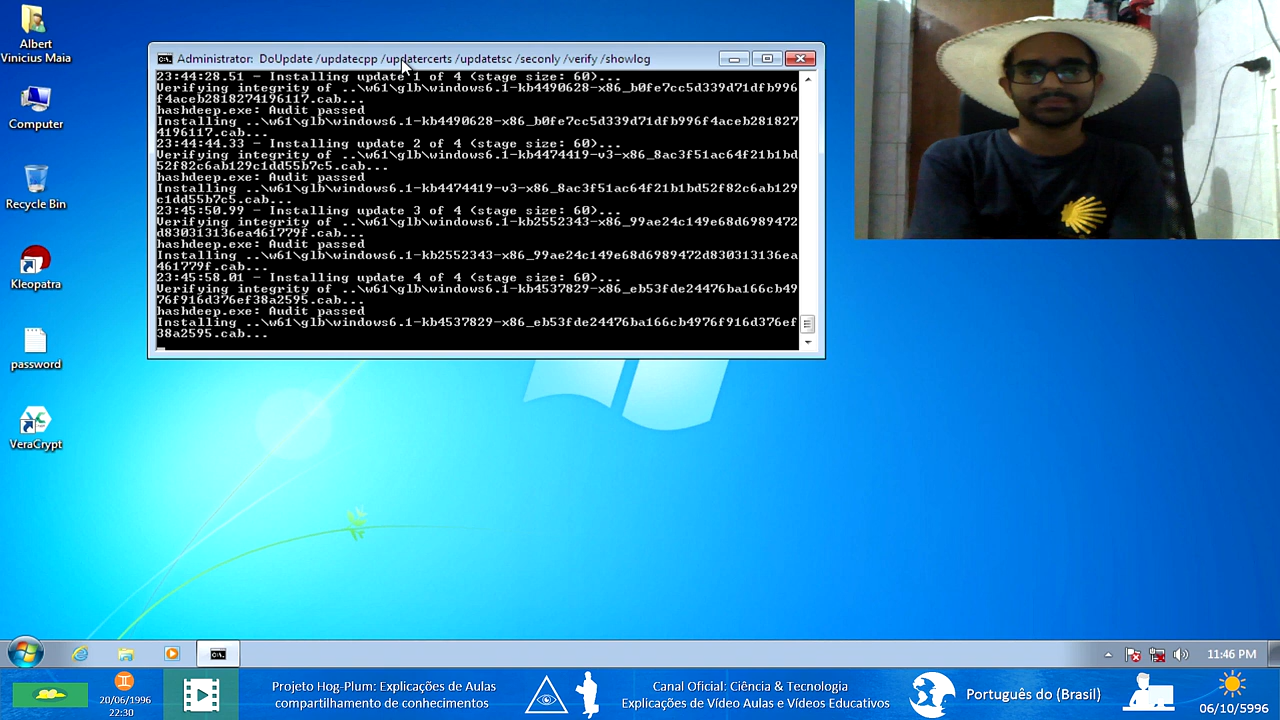 Albert
Vinicius Maia
Computer
Recycle Bin
Kleopatra
password
VeraCrypt
Administrator: DoUpdate /updatecpp /updatercerts /updatetsc /seconly /verify /showlog
23:44:28.51 - Installing update 1 of 4 (stage size: 60)...
Verifying integrity of ..\w61\glb\windows6.1-kb4490628-x86_b0fe7cc5d339d71dfb996
f4aceb2818274196117.cab...
hashdeep.exe: Audit passed
Installing ..\w61\glb\windows6.1-kb4490628-x86_b0fe7cc5d339d71dfb996f4aceb281827
4196117.cab...
23:44:44.33 - Installing update 2 of 4 (stage size: 60)...
Verifying integrity of ..\w61\glb\windows6.1-kb4474419-v3-x86_8ac3f51ac64f21b1bd
52f82c6ab129c1dd55b7c5.cab...
hashdeep.exe: Audit passed
Installing ..\w61\glb\windows6.1-kb4474419-v3-x86_8ac3f51ac64f21b1bd52f82c6ab129
c1dd55b7c5.cab...
23:45:50.99 - Installing update 3 of 4 (stage size: 60)...
Verifying integrity of ..\w61\glb\windows6.1-kb2552343-x86_99ae24c149e68d6989472
d830313136ea461779f.cab...
hashdeep.exe: Audit passed
Installing ..\w61\glb\windows6.1-kb2552343-x86_99ae24c149e68d6989472d830313136ea
461779f.cab...
23:45:58.01 - Installing update 4 of 4 (stage size: 60)...
Verifying integrity of ..\w61\glb\windows6.1-kb4537829-x86_eb53fde24476ba166cb49
76f916d376ef38a2595.cab...
hashdeep.exe: Audit passed
Installing ..\w61\glb\windows6.1-kb4537829-x86_eb53fde24476ba166cb4976f916d376ef
38a2595.cab...
11:46 PM
20/06/1996
22:30
Projeto Hog-Plum: Explicações de Aulas
compartilhamento de conhecimentos
Canal Oficial: Ciência & Tecnologia
Explicações de Vídeo Aulas e Vídeos Educativos
Português do (Brasil)
06/10/5996